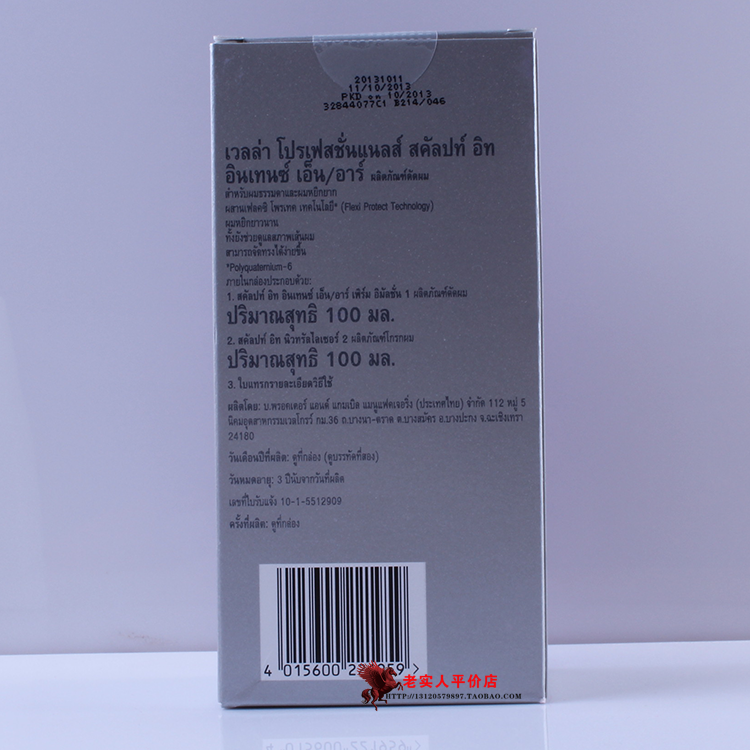 20131011
11/10/2013
PKD on 10/2013
32844077C1 B214/046
เวลล่า โปรเฟสชั่นแนลส์ สคัลปท์ อิท
อินเทนซ์ เอ็น/อาร์ ผลิตภัณฑ์ดัดผม
สำหรับผมธรรมดาและผมหยิกยาก
ผสานเฟลคซิ โพรเทค เทคโนโลยี* (Flexi Protect Technology)
ผมหยิกยาวนาน
ทั้งยังช่วยดูแลสภาพเส้นผม
สามารถจัดทรงได้ง่ายขึ้น
*Polyquaternium-6
ภายในกล่องประกอบด้วย:
1. สคัลปท์ อิท อินเทนซ์ เอ็น/อาร์ เพิร์ม อิมัลชั่น 1 ผลิตภัณฑ์ดัดผม
ปริมาณสุทธิ 100 มล.
2. สคัลปท์ อิท นิวทรัลไลเซอร์ 2 ผลิตภัณฑ์โกรกผม
ปริมาณสุทธิ 100 มล.
3. ใบแทรกรายละเอียดวิธีใช้
ผลิตโดย: บ.พรอคเตอร์ แอนด์ แกมเบิล แมนูแฟคเจอริ่ง (ประเทศไทย) จำกัด 112 หมู่ 5
นิคมอุตสาหกรรมเวลโกรว์ กม.36 ถ.บางนา-ตราด ต.บางสมัคร อ.บางปะกง จ.ฉะเชิงเทรา
24180
วันเดือนปีที่ผลิต: ดูที่กล่อง (ดูบรรทัดที่สอง)
วันหมดอายุ: 3 ปีนับจากวันที่ผลิต
เลขที่ใบรับแจ้ง 10-1-5512909
ครั้งที่ผลิต: ดูที่กล่อง
4 015600 2 959 >
老实人平价店
HTTP://13120579897.TAOBAO.COM/